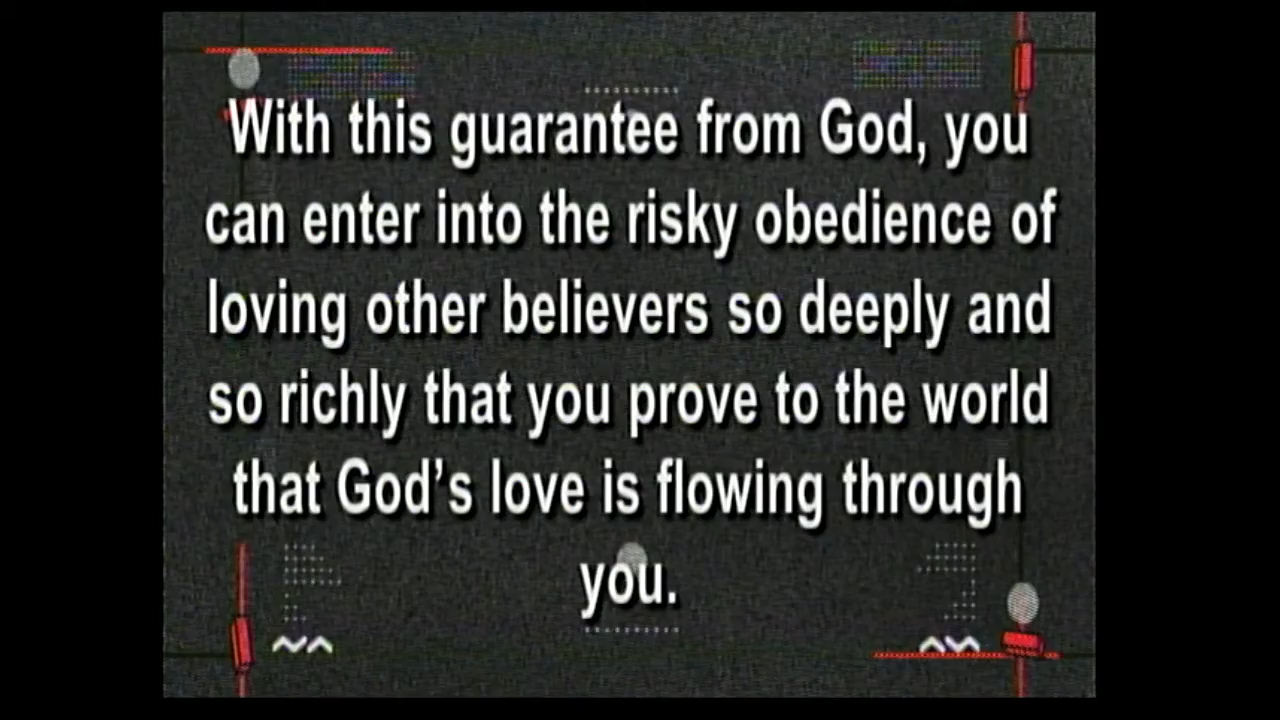 With this guarantee from God, you
can enter into the risky obedience of
loving other believers so deeply and
so richly that you prove to the world
that God’s love is flowing through
you.